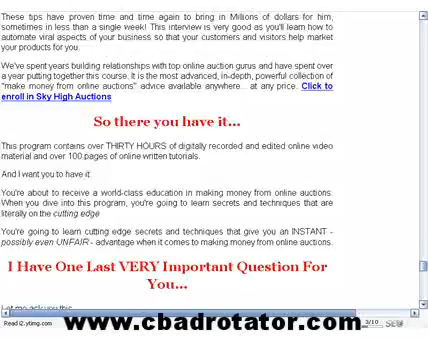 These tips have proven time and time again to bring in Millions of dollars for him,
sometimes in less than a single week! This interview is very good as you'll learn how to
automate viral aspects of your business so that your customers and visitors help market
your products for you.
We've spent years building relationships with top online auction gurus and have spent over
a year putting together this course. It is the most advanced, in-depth, powerful collection of
"make money from online auctions" advice available anywhere... at any price. Click to
enroll in Sky High Auctions
So there you have it...
This program contains over THIRTY HOURS of digitally recorded and edited online video
material and over 100 pages of online written tutorials.
And I want you to have it
You're about to receive a world-class education in making money from online auctions.
When you dive into this program, you're going to learn secrets and techniques that are
literally on the cutting edge
You're going to learn cutting edge secrets and techniques that give you an INSTANT -
possibly even UNFAIR - advantage when it comes to making money from online auctions.
I Have One Last VERY Important Question For
You...
Let me ask you this
Read i2.ytimg.com
www.cbadrotator.com
3/10